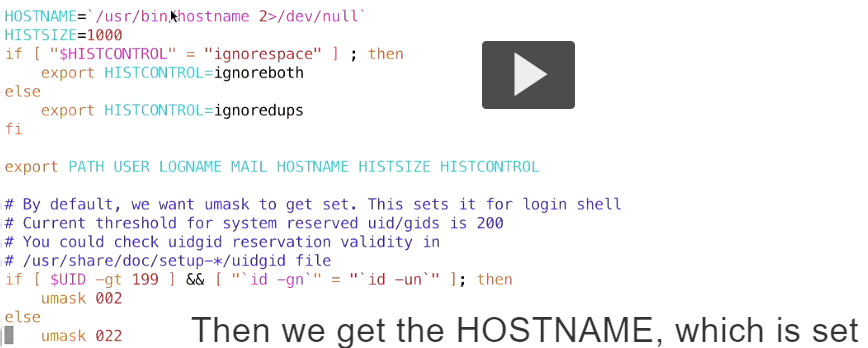 HOSTNAME=`/usr/bin/hostname 2>/dev/null`
HISTSIZE=1000
if [ "$HISTCONTROL" = "ignorespace" ] ; then
    export HISTCONTROL=ignoreboth
else
    export HISTCONTROL=ignoredups
fi

export PATH USER LOGNAME MAIL HOSTNAME HISTSIZE HISTCONTROL

# By default, we want umask to get set. This sets it for login shell
# Current threshold for system reserved uid/gids is 200
# You could check uidgid reservation validity in
# /usr/share/doc/setup-*/uidgid file
if [ $UID -gt 199 ] && [ "`id -gn`" = "`id -un`" ]; then
    umask 002
else
    umask 022
Then we get the HOSTNAME, which is set